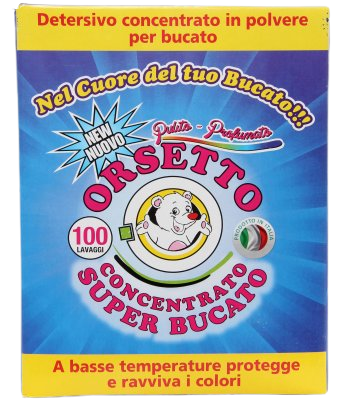 Detersivo concentrato in polvere
per bucato
Nel Cuore del tuo Bucato!!!
NEW
NUOVO
Pulito - Profumato
ORSETTO
100
LAVAGGI
PRODOTTO IN ITALIA
CONCENTRATO
SUPER BUCATO
A basse temperature protegge
e ravviva i colori